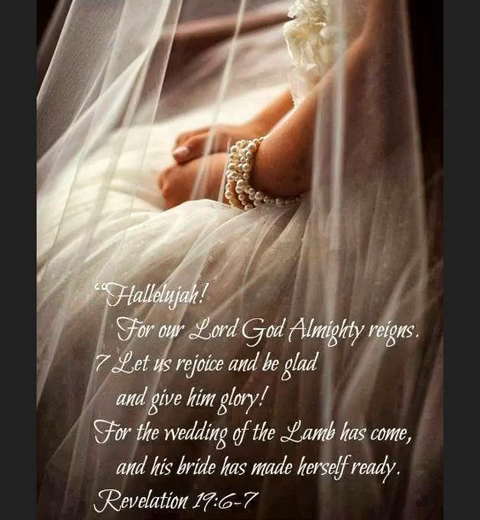 “Hallelujah!
For our Lord God Almighty reigns.
7 Let us rejoice and be glad
and give him glory!
For the wedding of the Lamb has come,
and his bride has made herself ready.
Revelation 19:6-7